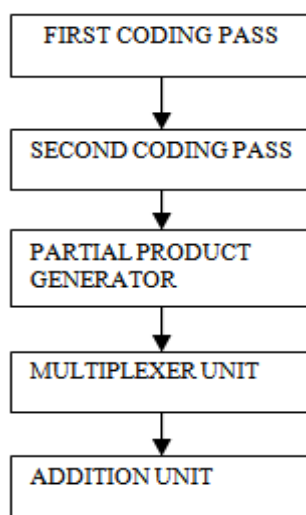 FIRST CODING PASS
SECOND CODING PASS
PARTIAL PRODUCT
GENERATOR
MULTIPLEXER UNIT
ADDITION UNIT